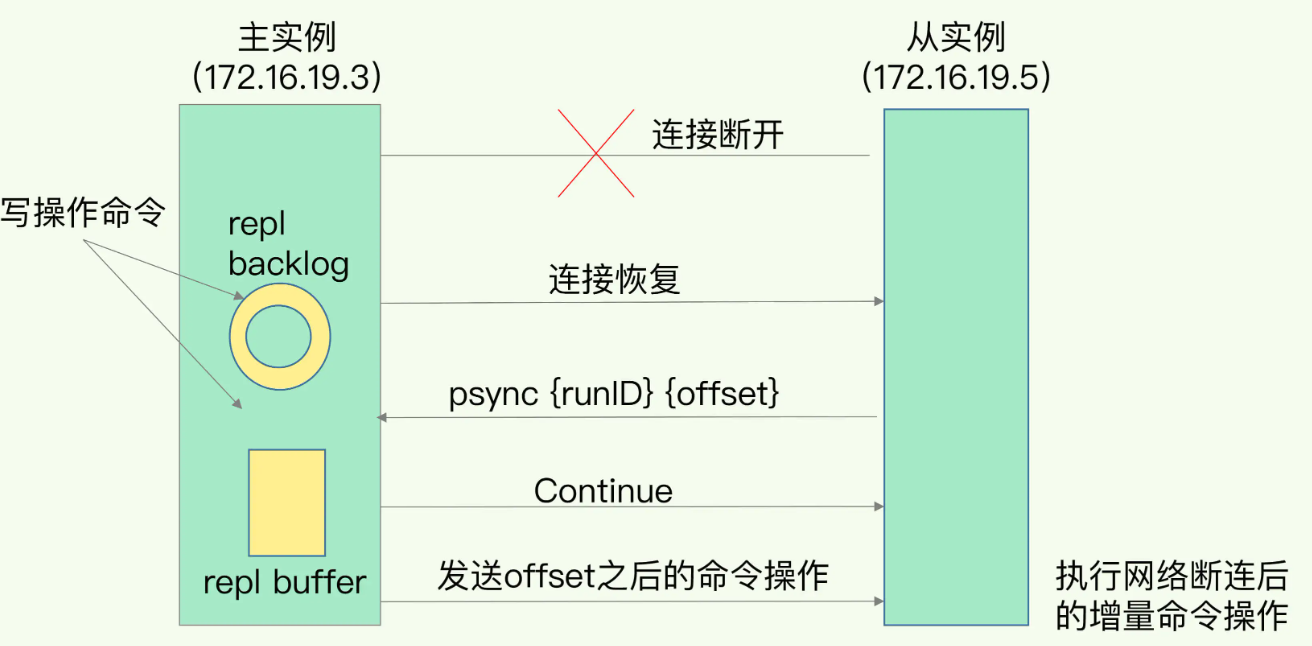 主实例
(172.16.19.3)
从实例
(172.16.19.5)
连接断开
写操作命令
repl
backlog
连接恢复
psync {runID} {offset}
Continue
repl buffer
发送offset之后的命令操作
执行网络断连后
的增量命令操作